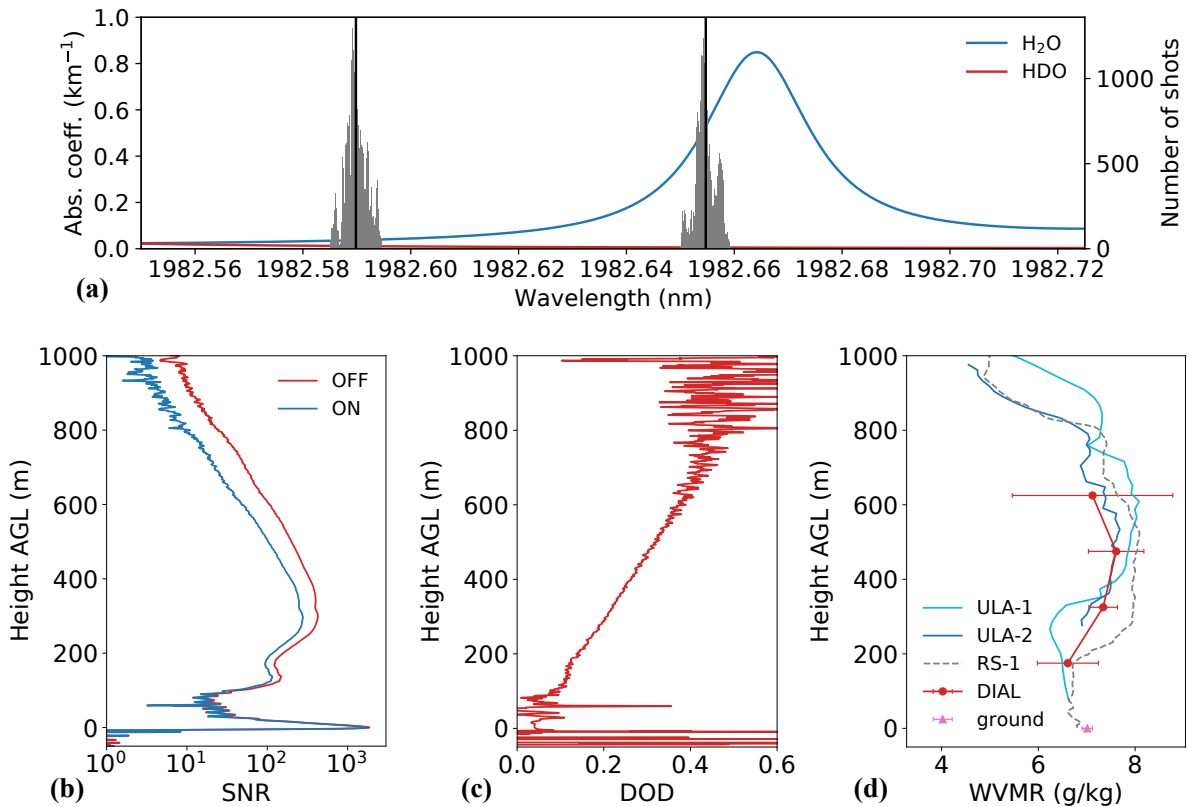 1.0
0.8
0.6
0.4
0.2
0.0
Abs. coeff. (km⁻¹)
H₂O
HDO
1000
500
0
Number of shots
1982.56 1982.58 1982.60 1982.62 1982.64 1982.66 1982.68 1982.70 1982.72
Wavelength (nm)
(a)
1000
800
600
400
200
0
Height AGL (m)
OFF
ON
10⁰ 10¹ 10² 10³
SNR
(b)
1000
800
600
400
200
0
Height AGL (m)
0.0 0.2 0.4 0.6
DOD
(c)
1000
800
600
400
200
0
Height AGL (m)
ULA-1
ULA-2
RS-1
DIAL
ground
4 6 8
WVMR (g/kg)
(d)